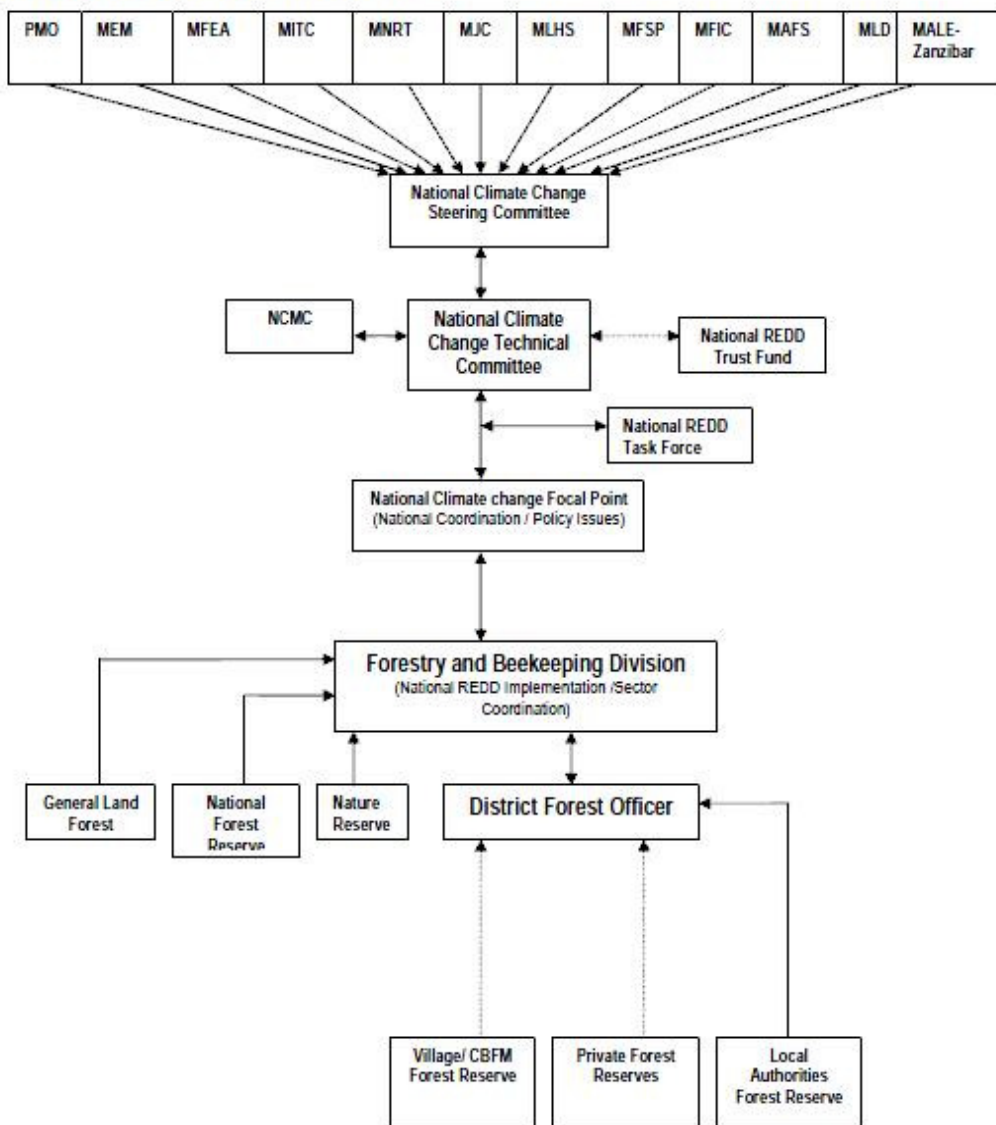 PMO MEM MFEA MITC MNRT MJC MLHS MFSP MFIC MAFS MLD MALE-
Zanzibar
National Climate Change
Steering Committee
NCMC
National Climate
Change Technical
Committee
National REDD
Trust Fund
National REDD
Task Force
National Climate change Focal Point
(National Coordination / Policy Issues)
Forestry and Beekeeping Division
(National REDD Implementation /Sector
Coordination)
General Land
Forest
National
Forest
Reserve
Nature
Reserve
District Forest Officer
Village/ CBFM
Forest Reserve
Private Forest
Reserves
Local
Authorities
Forest Reserve